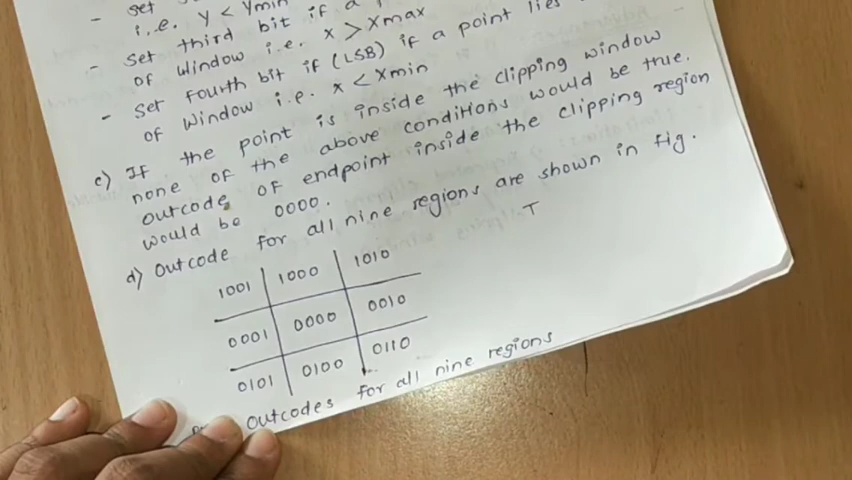 - set
i.e. y < ymin
- set third bit if a
of window i.e. x > xmax
- set fourth bit if (LSB) if a point lies
of window i.e. x < xmin
c) If the point is inside the clipping window
none of the above conditions would be true.
outcode of endpoint inside the clipping region
would be 0000.
d) outcode for all nine regions are shown in fig.
T
1001 1000 1010
0001 0000 0010
0101 0100 0110
outcodes for all nine regions